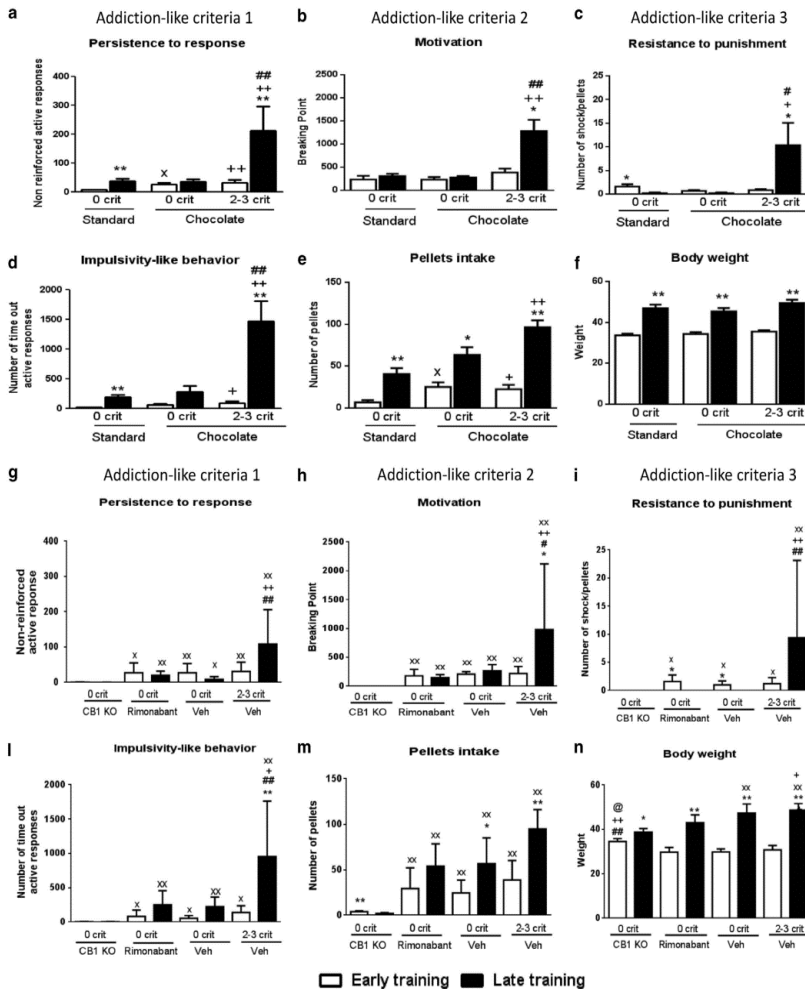 a Addiction-like criteria 1
Persistence to response
Non reinforced active responses
400
300
200
100
0
**
x
++
##
++
**
0 crit 0 crit 2-3 crit
Standard Chocolate
b Addiction-like criteria 2
Motivation
Breaking Point
2500
2000
1500
1000
500
0
##
++
*
0 crit 0 crit 2-3 crit
Standard Chocolate
c Addiction-like criteria 3
Resistance to punishment
Number of shock/pellets
25
20
15
10
5
0
*
#
+
*
0 crit 0 crit 2-3 crit
Standard Chocolate
d Impulsivity-like behavior
Number of time out
active responses
2000
1500
1000
500
0
**
+
##
++
**
0 crit 0 crit 2-3 crit
Standard Chocolate
e Pellets intake
Number of pellets
150
100
50
0
**
x
*
+
++
**
0 crit 0 crit 2-3 crit
Standard Chocolate
f Body weight
Weight
60
40
20
0
**
**
**
0 crit 0 crit 2-3 crit
Standard Chocolate
g Addiction-like criteria 1
Persistence to response
Non-reinforced
active reponse
400
300
200
100
0
x
xx
x
x
x
xx
++
##
0 crit 0 crit 0 crit 2-3 crit
CB1 KO Rimonabant Veh Veh
h Addiction-like criteria 2
Motivation
Breaking Point
2500
2000
1500
1000
500
0
xx
xx
xx
xx
xx
xx
++
#
*
0 crit 0 crit 0 crit 2-3 crit
CB1 KO Rimonabant Veh Veh
i Addiction-like criteria 3
Resistance to punishment
Number of shock/pellets
25
20
15
10
5
0
x
*
x
*
x
xx
++
##
0 crit 0 crit 0 crit 2-3 crit
CB1 KO Rimonabant Veh Veh
l Impulsivity-like behavior
Number of time out
active responses
2000
1500
1000
500
0
x
xx
x
xx
x
xx
+
##
**
0 crit 0 crit 0 crit 2-3 crit
CB1 KO Rimonabant Veh Veh
m Pellets intake
Number of pellets
150
100
50
0
**
xx
xx
xx
xx
*
xx
xx
**
0 crit 0 crit 0 crit 2-3 crit
CB1 KO Rimonabant Veh Veh
n Body weight
Weight
60
40
20
0
@
++
##
*
**
xx
**
+
xx
**
0 crit 0 crit 0 crit 2-3 crit
CB1 KO Rimonabant Veh Veh
Early training Late training